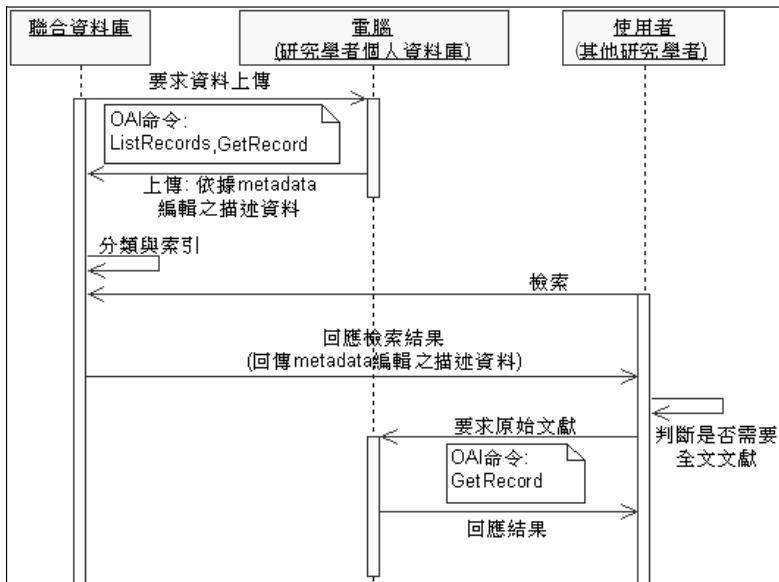 聯合資料庫
電腦
(研究學者個人資料庫)
使用者
(其他研究學者)
要求資料上傳
OAI命令:
ListRecords,GetRecord
上傳: 依據metadata
編輯之描述資料
分類與索引
檢索
回應檢索結果
(回傳metadata編輯之描述資料)
判斷是否需要
全文文獻
要求原始文獻
OAI命令:
GetRecord
回應結果